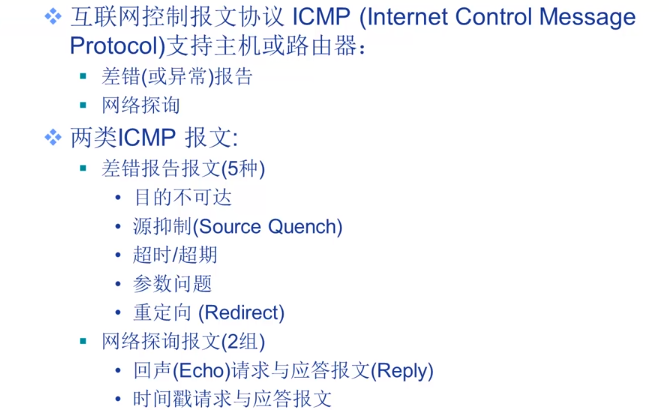 互联网控制报文协议 ICMP (Internet Control Message
Protocol)支持主机或路由器：
差错(或异常)报告
网络探询
两类ICMP 报文:
差错报告报文(5种)
目的不可达
源抑制(Source Quench)
超时/超期
参数问题
重定向 (Redirect)
网络探询报文(2组)
回声(Echo)请求与应答报文(Reply)
时间戳请求与应答报文